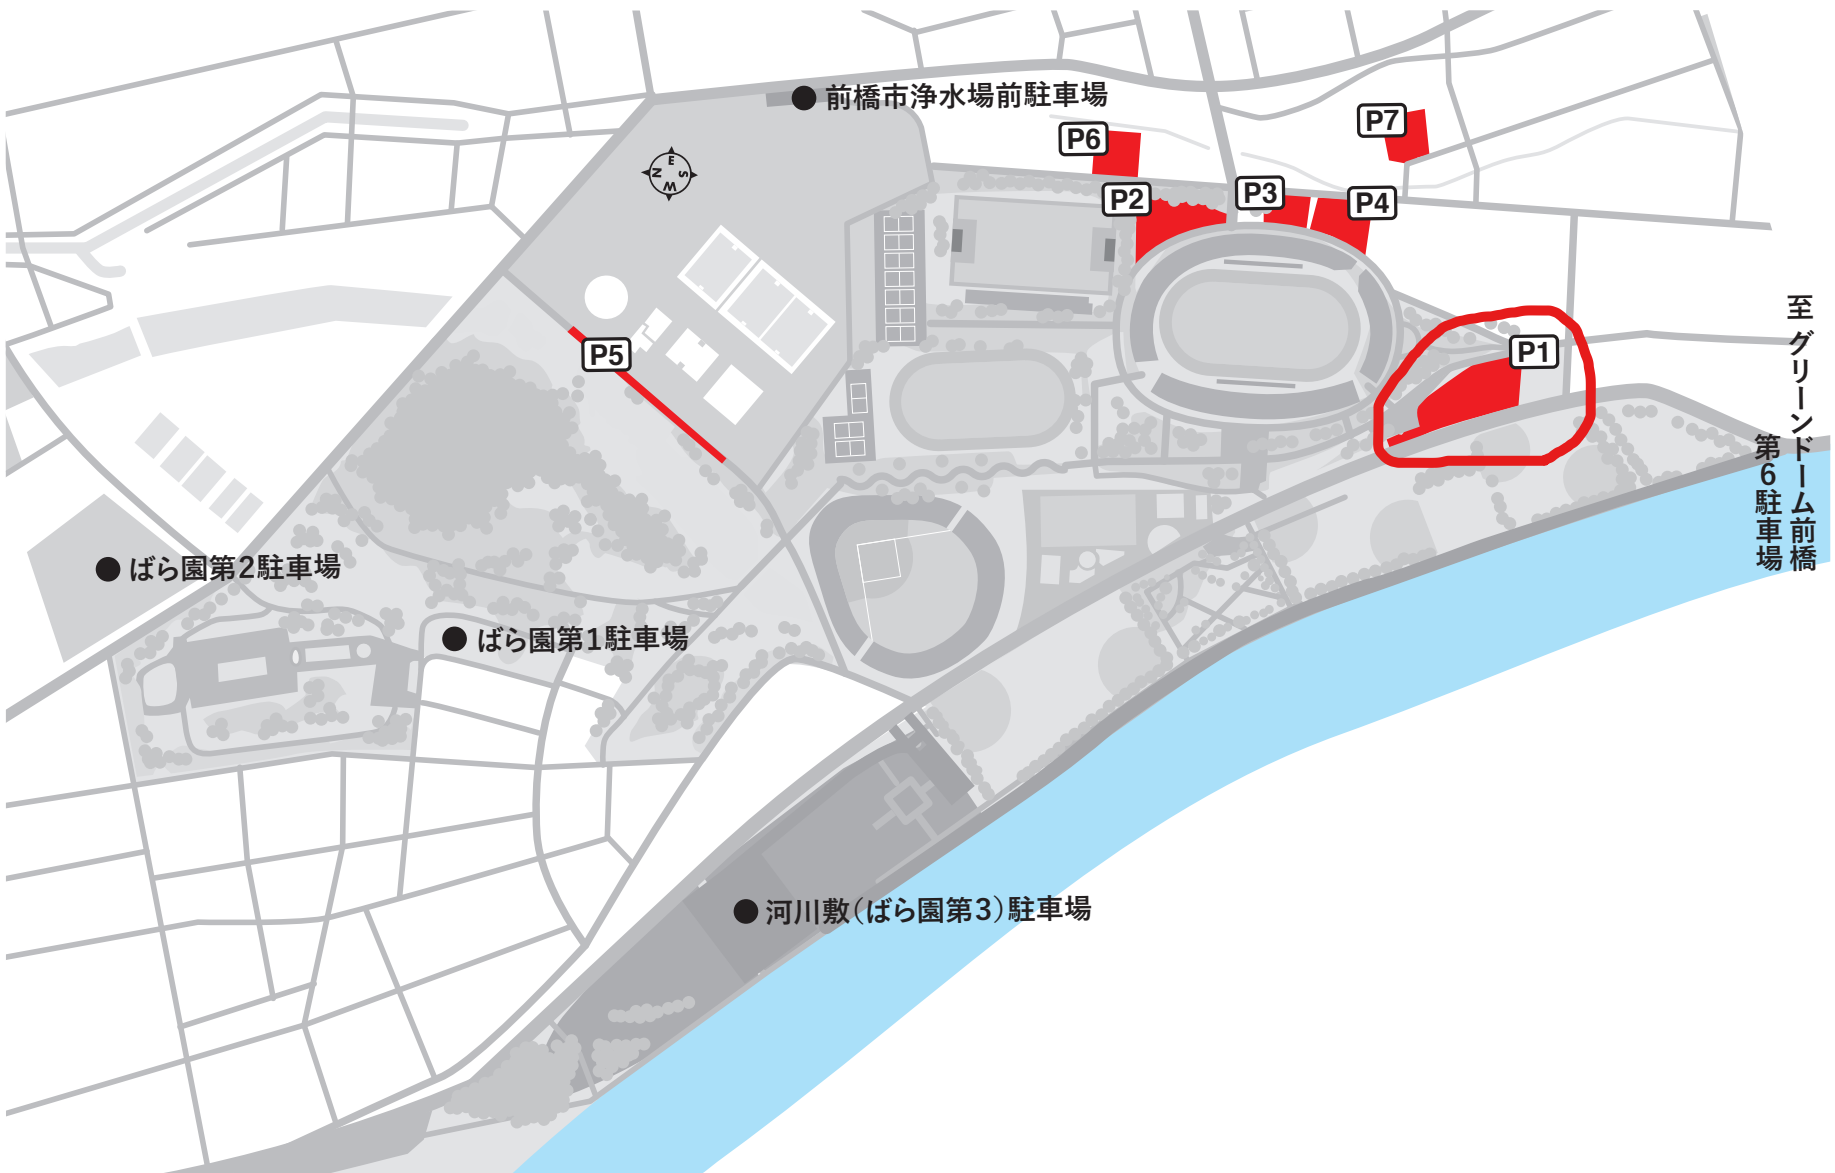 前橋市浄水場前駐車場
P7
P6
E
N
S
W
P2
P3
P4
P5
P1
至 グリーンドーム前橋
第6駐車場
ばら園第2駐車場
ばら園第1駐車場
河川敷(ばら園第3)駐車場